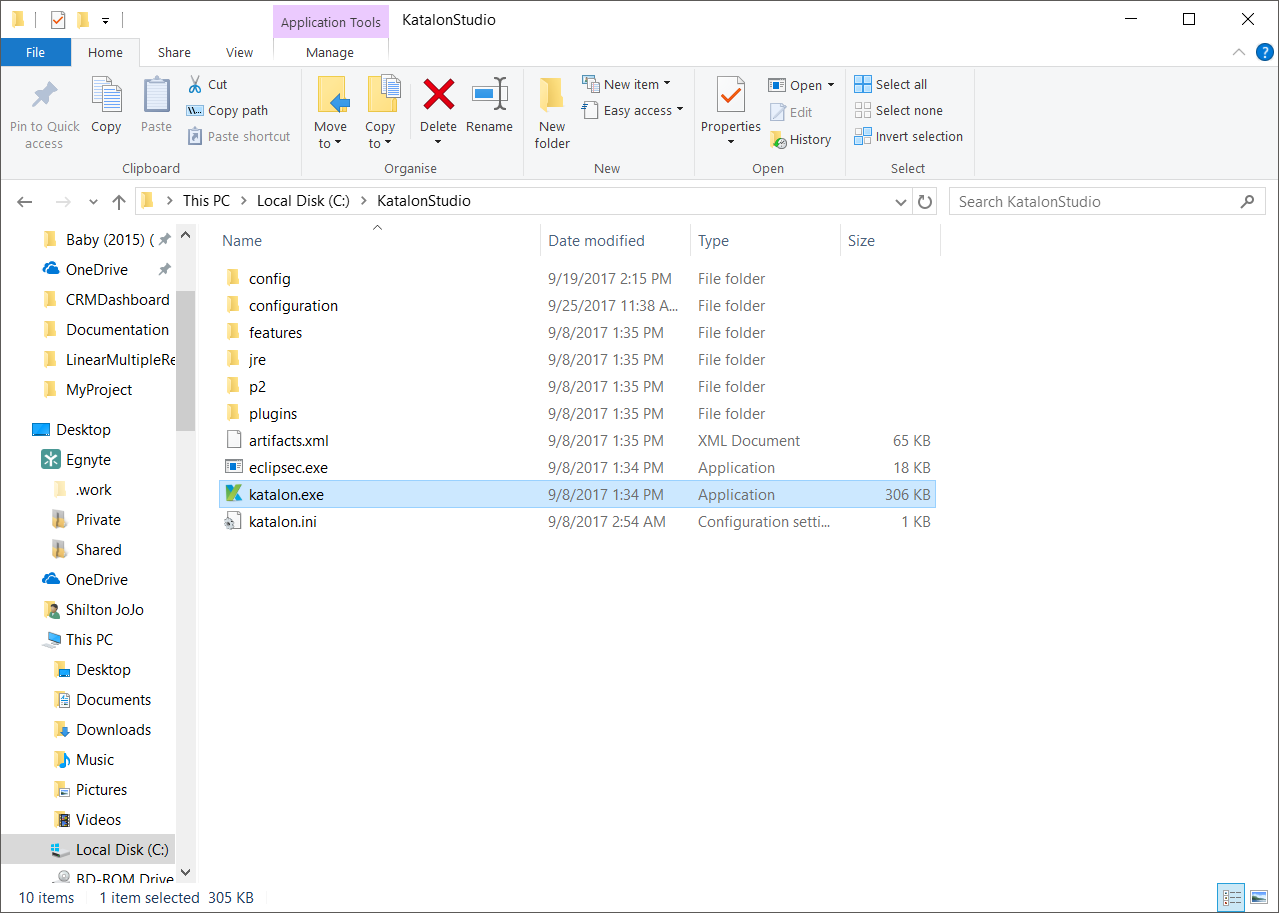 Application Tools KatalonStudio
File Home Share View Manage
Pin to Quick access
Copy
Paste
Cut
Copy path
Paste shortcut
Clipboard
Move to
Copy to
Delete
Rename
Organise
New folder
New item
Easy access
New
Properties
Open
Edit
History
Open
Select all
Select none
Invert selection
Select
This PC Local Disk (C:) KatalonStudio
Search KatalonStudio
Baby (2015) (
OneDrive
CRMDashboard
Documentation
LinearMultipleRe
MyProject
Desktop
Egnyte
.work
Private
Shared
OneDrive
Shilton JoJo
This PC
Desktop
Documents
Downloads
Music
Pictures
Videos
Local Disk (C:)
BD-ROM Drive
Name Date modified Type Size
config 9/19/2017 2:15 PM File folder
configuration 9/25/2017 11:38 A... File folder
features 9/8/2017 1:35 PM File folder
jre 9/8/2017 1:35 PM File folder
p2 9/8/2017 1:35 PM File folder
plugins 9/8/2017 1:35 PM File folder
artifacts.xml 9/8/2017 1:35 PM XML Document 65 KB
eclipsec.exe 9/8/2017 1:34 PM Application 18 KB
katalon.exe 9/8/2017 1:34 PM Application 306 KB
katalon.ini 9/8/2017 2:54 AM Configuration setti... 1 KB
10 items 1 item selected 305 KB